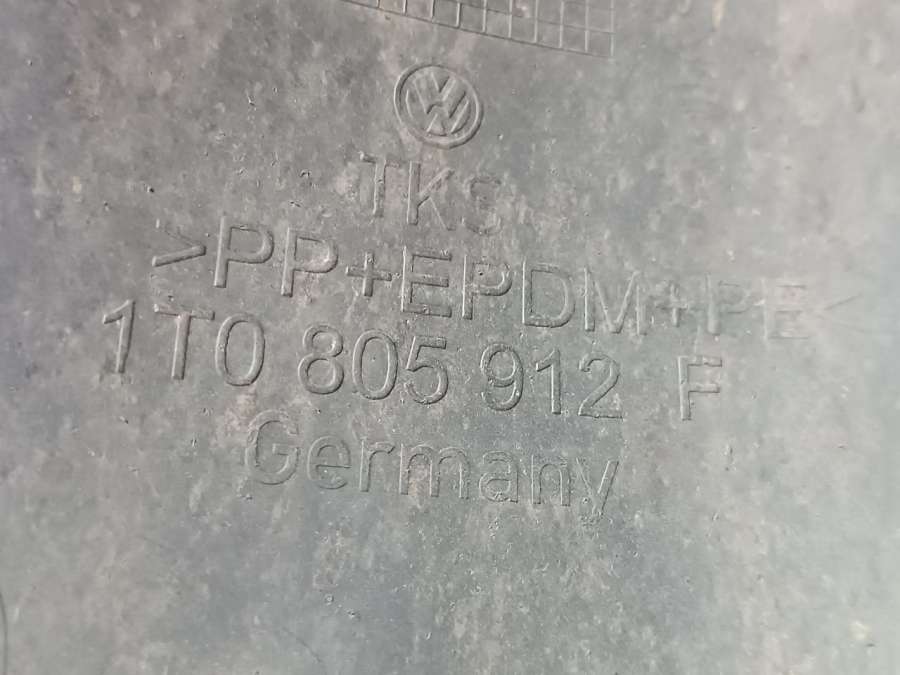 TKS
>PP+EPDM+PE<
1T0 805 912 F
Germany